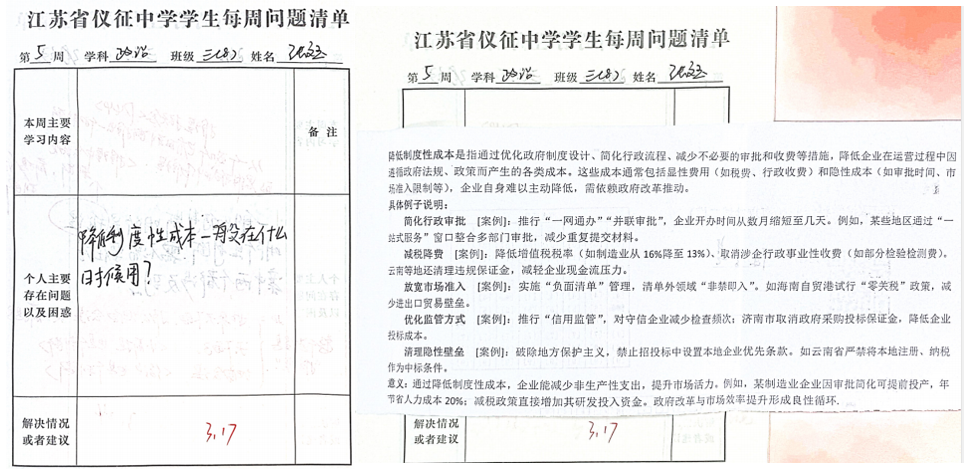 江苏省仪征中学学生每周问题清单
第 5 周 学科 政治 班级 姓名
本周主要
学习内容
备 注
个人主要
存在问题
以及困惑
降低制度性成本一般在什么
时候用?
解决情况
或者建议
3.17
江苏省仪征中学学生每周问题清单
第 5 周 学科 政治 班级 姓名
降低制度性成本是指通过优化政府制度设计、简化行政流程、减少不必要的审批和收费等措施,降低企业在运营过程中因
遵循政府法规、政策而产生的各类成本。这些成本通常包括显性费用(如税费、行政收费)和隐性成本(如审批时间、市
场准入限制等),企业自身难以主动降低,需依赖政府改革推动。
具体例子说明:
简化行政审批 [案例]:推行“一网通办”“并联审批”,企业开办时间从数月缩短至几天。例如,某些地区通过“一
站式服务”窗口整合多部门审批,减少重复提交材料。
减税降费 [案例]:降低增值税税率(如制造业从16%降至13%)、取消涉企行政事业性收费(如部分检验检测费)。
云南等地还清理违规保证金,减轻企业现金流压力。
放宽市场准入 [案例]:实施“负面清单”管理,清单外领域“非禁即入”。如海南自贸港试行“零关税”政策,减
少进出口贸易壁垒。
优化监管方式 [案例]:推行“信用监管”,对守信企业减少检查频次;济南市取消政府采购投标保证金,降低企业
投标成本。
清理隐性壁垒 [案例]:破除地方保护主义,禁止招投标中设置本地企业优先条款。如云南省严禁将本地注册、纳税
作为中标条件。
意义:通过降低制度性成本,企业能减少非生产性支出,提升市场活力。例如,某制造业企业因审批简化可提前投产,年
节省人力成本20%;减税政策直接增加其研发投入资金。政府改革与市场效率提升形成良性循环.
解决情况
或者建议
3.17